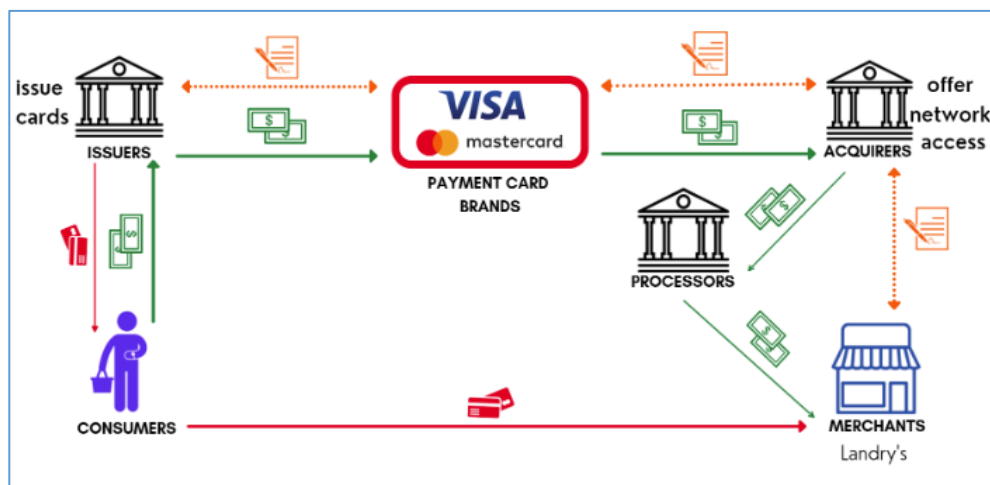 issue
cards
ISSUERS
VISA
mastercard
PAYMENT CARD
BRANDS
offer
network
access
ACQUIRERS
PROCESSORS
CONSUMERS
MERCHANTS
Landry's